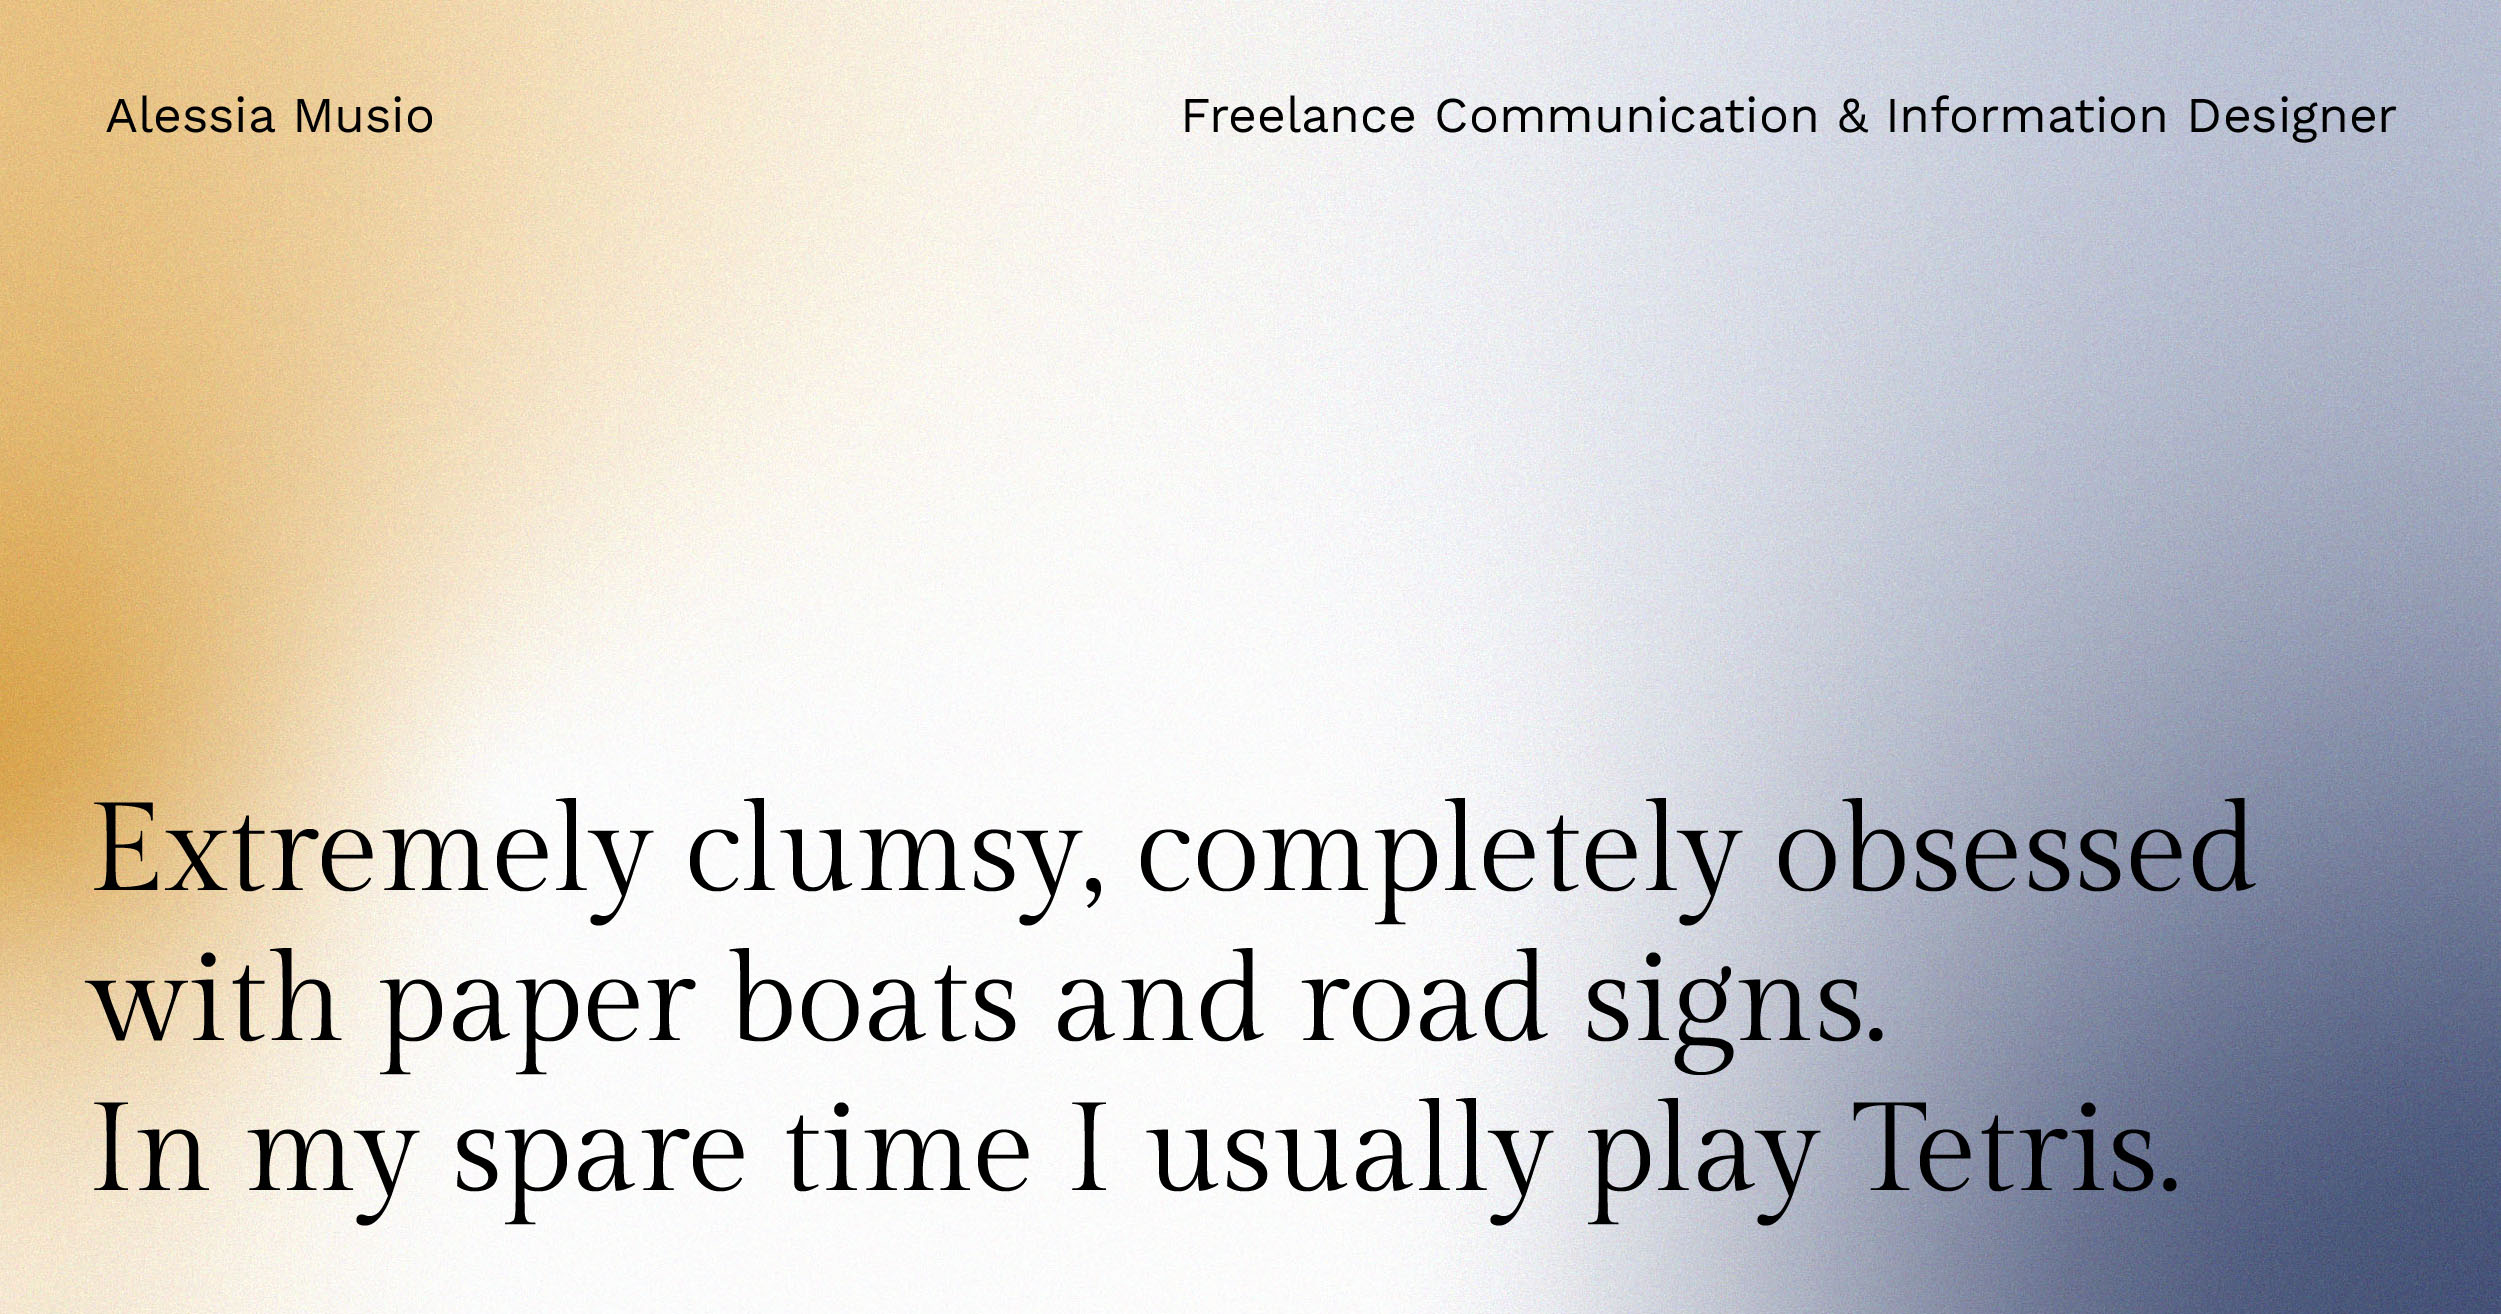 Alessia Musio
Freelance Communication & Information Designer
Extremely clumsy, completely obsessed
with paper boats and road signs.
In my spare time I usually play Tetris.